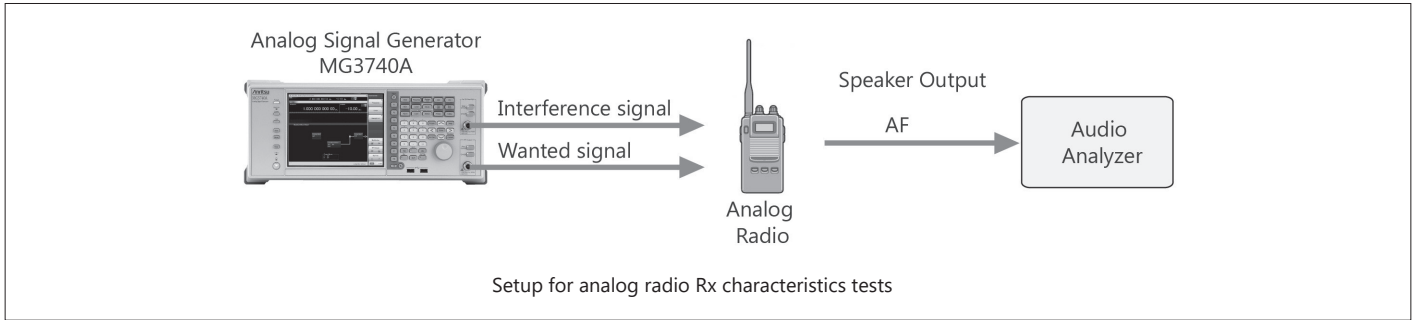 Analog Signal Generator
MG3740A
Anritsu
Interference signal
Wanted signal
Analog
Radio
Speaker Output
AF
Audio
Analyzer
Setup for analog radio Rx characteristics tests